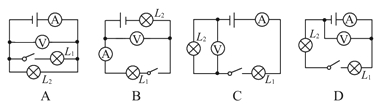 A L₂ A
V V L₂ V V
L₁ A L₂
L₂ L₁ L₁ L₁
A B C D